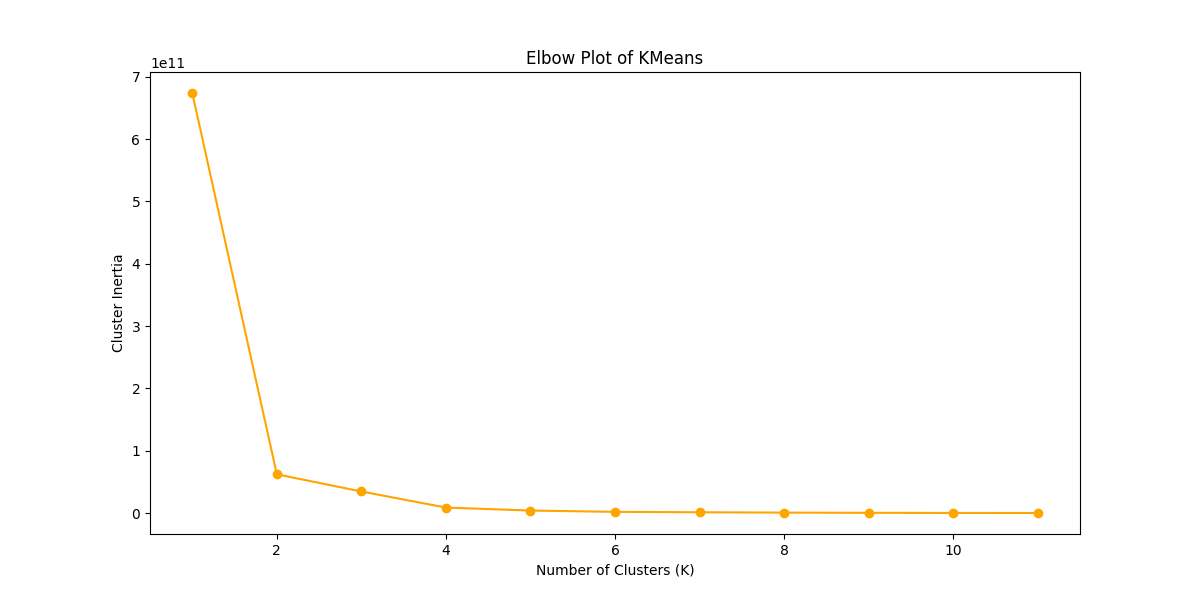 Elbow Plot of KMeans
1e11
7
6
5
4
3
2
1
0
Cluster Inertia
2 4 6 8 10
Number of Clusters (K)